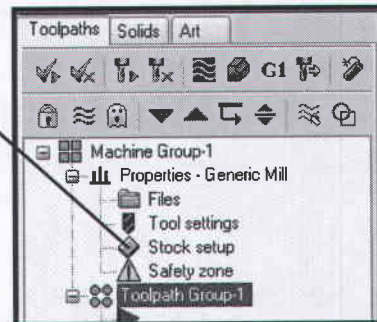 Toolpaths Solids Art
G1
Machine Group-1
Properties - Generic Mill
Files
Tool settings
Stock setup
Safety zone
Toolpath Group-1